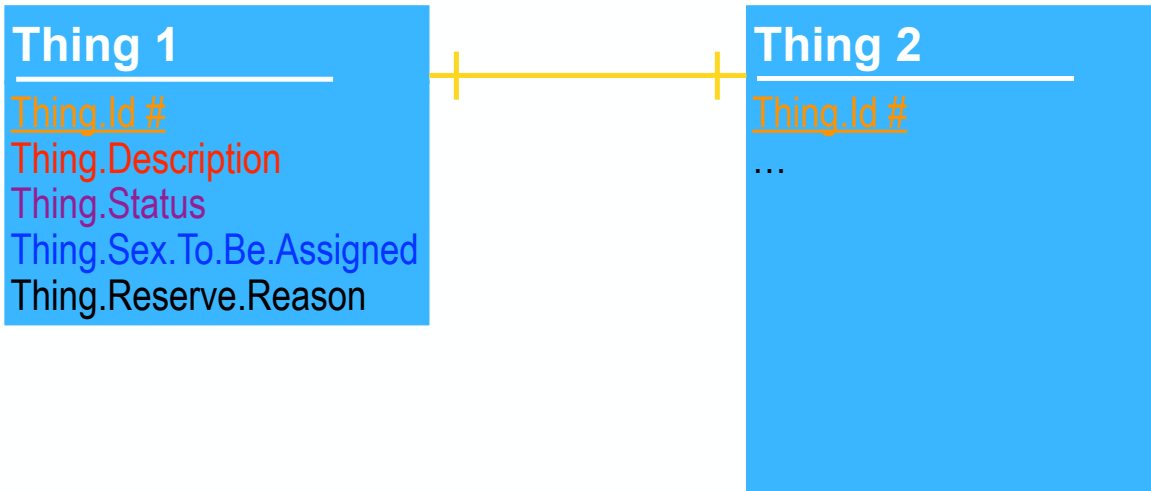 Thing 1
Thing.Id #
Thing.Description
Thing.Status
Thing.Sex.To.Be.Assigned
Thing.Reserve.Reason
Thing 2
Thing.Id #
…